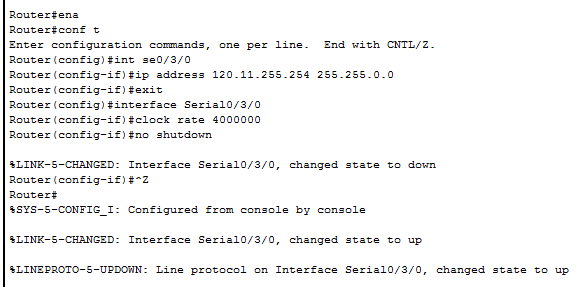 Router#ena
Router#conf t
Enter configuration commands, one per line.  End with CNTL/Z.
Router(config)#int se0/3/0
Router(config-if)#ip address 120.11.255.254 255.255.0.0
Router(config-if)#exit
Router(config)#interface Serial0/3/0
Router(config-if)#clock rate 4000000
Router(config-if)#no shutdown
%LINK-5-CHANGED: Interface Serial0/3/0, changed state to down
Router(config-if)#^Z
Router#
%SYS-5-CONFIG_I: Configured from console by console
%LINK-5-CHANGED: Interface Serial0/3/0, changed state to up
%LINEPROTO-5-UPDOWN: Line protocol on Interface Serial0/3/0, changed state to up